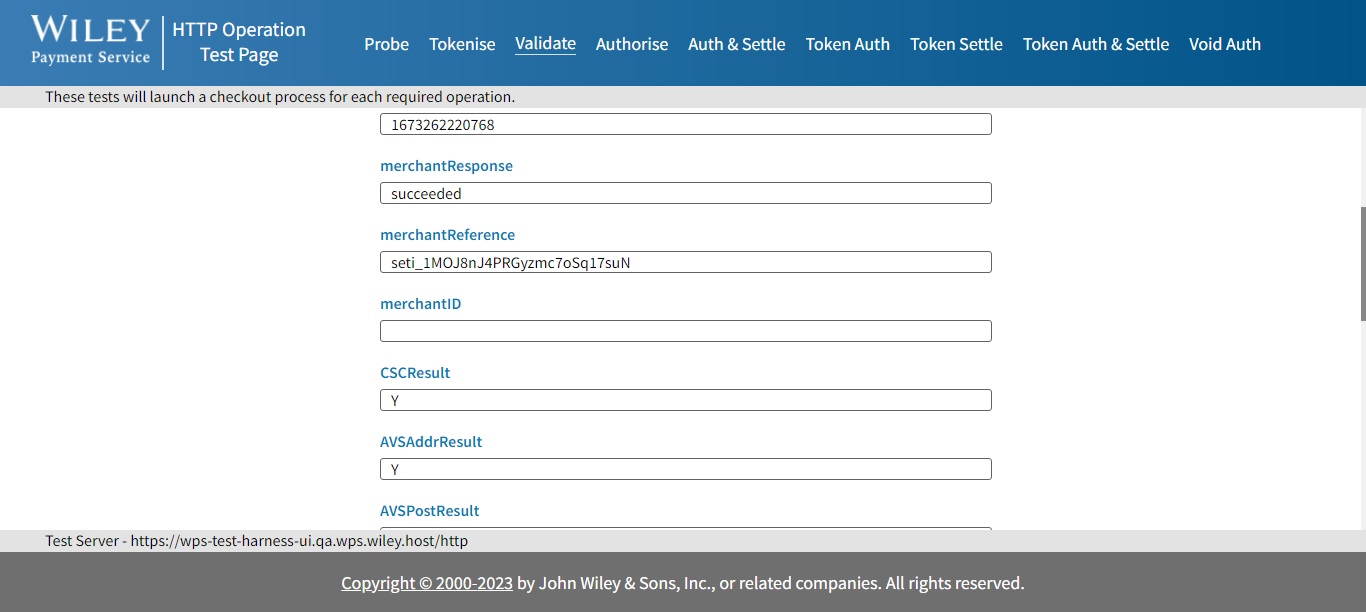 WILEY
Payment Service
HTTP Operation
Test Page
Probe Tokenise Validate Authorise Auth & Settle Token Auth Token Settle Token Auth & Settle Void Auth
These tests will launch a checkout process for each required operation.
1673262220768
merchantResponse
succeeded
merchantReference
seti_1MOJ8nJ4PRGyzmc7oSq17suN
merchantID
CSCResult
Y
AVSAddrResult
Y
AVSPostResult
Test Server - https://wps-test-harness-ui.qa.wps.wiley.host/http
Copyright © 2000-2023 by John Wiley & Sons, Inc., or related companies. All rights reserved.